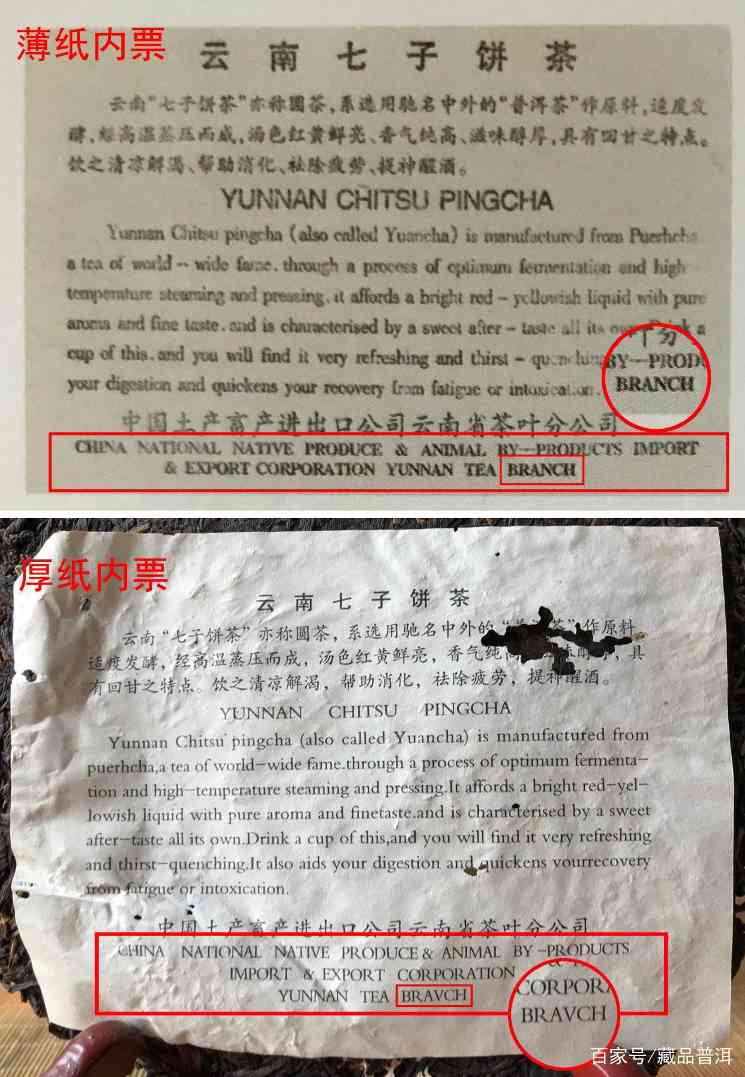 薄纸内票
云南七子饼茶
云南“七子饼茶”亦称圆茶,系选用驰名中外的“普洱茶”作原料,适度发
酵,经高温蒸压而成,汤色红黄鲜亮、香气纯高、滋味醇厚,具有回甘之特点。
饮之清凉解渴、帮助消化、祛除疲劳、提神醒酒。
YUNNAN CHITSU PINGCHA
Yunnan Chitsu pingcha (also called Yuancha) is manufactured from Puerhcha
a tea of world-wide fame. through a process of optimum fermentation and high
temperature steaming and pressing. it affords a bright red-yellowish liquid with pure
aroma and fine taste. and is characterised by a sweet after-taste all its a
cup of this. and you will find it very refreshing and thirst-
your digestion and quickens your recovery from fatigue or intoxication.
BY-PROD
BRANCH
中国土产畜产进出口公司云南省茶叶分公司
CHINA NATIONAL NATIVE PRODUCE & ANIMAL BY-PRODUCTS IMPORT
& EXPORT CORPORATION YUNNAN TEA BRANCH
厚纸内票
云南七子饼茶
云南“七子饼茶”亦称圆茶,系选用驰名中外的“ 茶”作原料
适度发酵,经高温蒸压而成,汤色红黄鲜亮,香气纯 ,具
有回甘之特点。饮之清凉解渴,帮助消化,祛除疲劳,提神醒酒。
YUNNAN CHITSU PINGCHA
Yunnan Chitsu pingcha (also called Yuancha) is manufactured from
puerhcha,a tea of world-wide fame.through a process of optimum fermenta-
tion and high-temperature steaming and pressing.It affords a bright red-yel-
lowish liquid with pure aroma and finetaste.and is characterised by a sweet
after-taste all its own.Drink a cup of this,and you will find it very refreshing
and thirst-quenching.It also aids your digestion and quickens vourrecovery
from fatigue or intoxication.
中国土产畜产进出口公司云南省茶叶分公司
CHINA NATIONAL NATIVE PRODUCE & ANIMAL BY-PRODUCTS
IMPORT & EXPORT CORPORATION
YUNNAN TEA BRAVCH
CORPORA
BRAVCH
百家号/藏品普洱